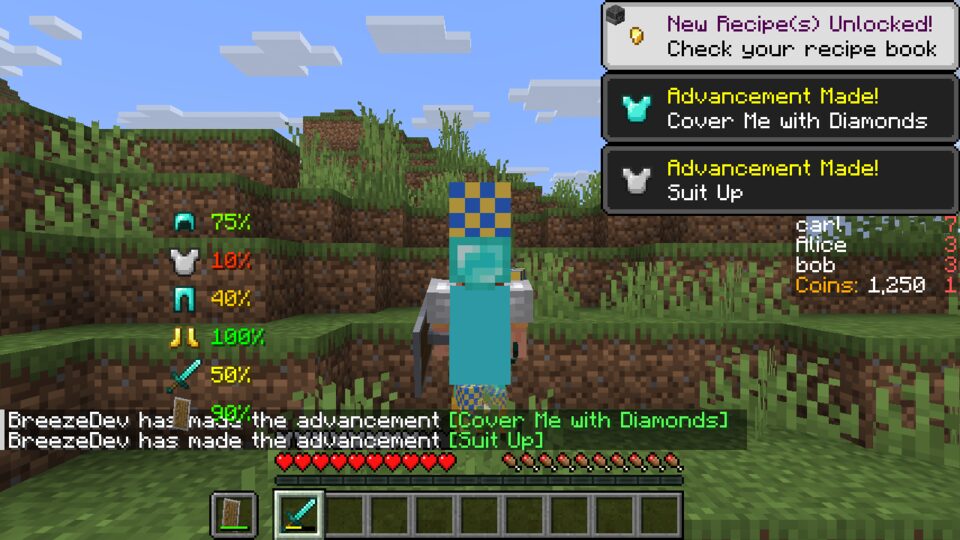 New Recipe(s) Unlocked!
Check your recipe book
Advancement Made!
Cover Me with Diamonds
Advancement Made!
Suit Up
75%
10%
40%
100%
50%
90%
carl 7
Alice 3
bob 3
Coins: 1,250 1
BreezeDev has made the advancement [Cover Me with Diamonds]
BreezeDev has made the advancement [Suit Up]